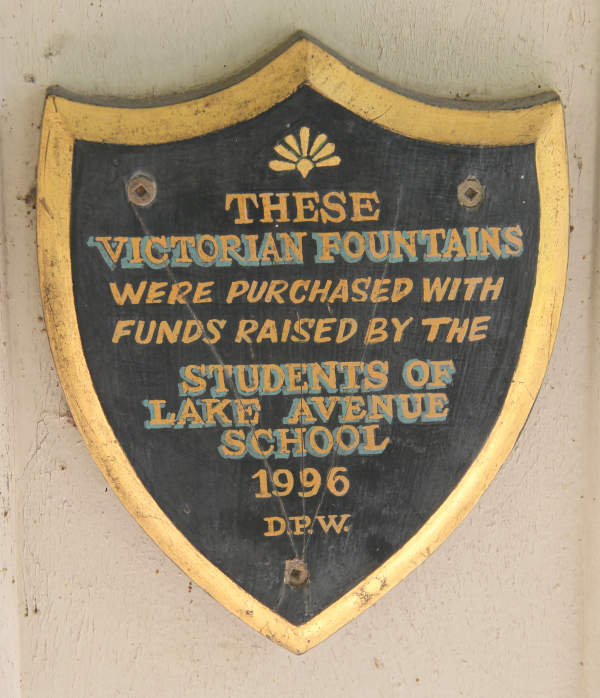 THESE
VICTORIAN FOUNTAINS
WERE PURCHASED WITH
FUNDS RAISED BY THE
STUDENTS OF
LAKE AVENUE
SCHOOL
1996
D.P.W.